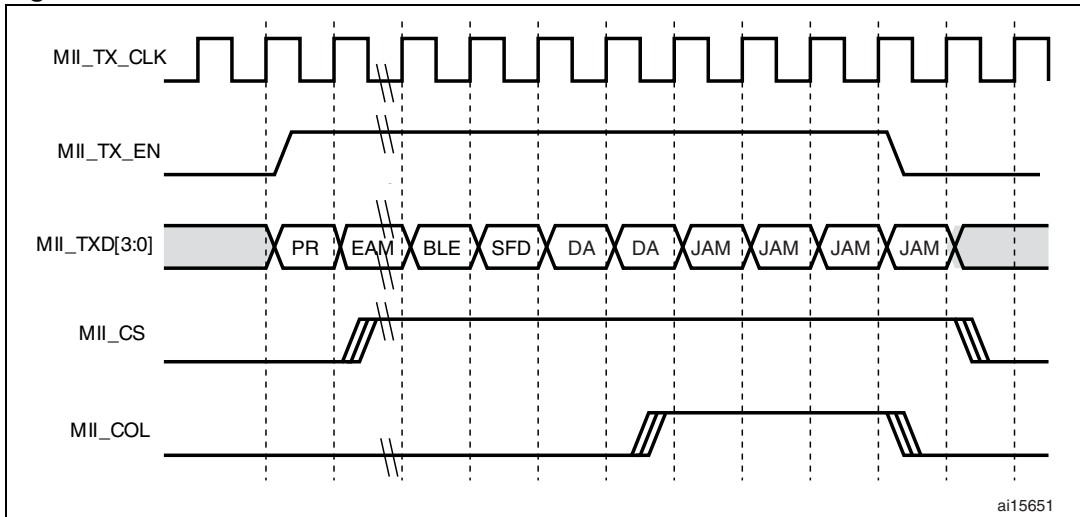 MII_TX_CLK
MII_TX_EN
MII_TXD[3:0] PR EAM BLE SFD DA DA JAM JAM JAM JAM
MII_CS
MII_COL
ai15651